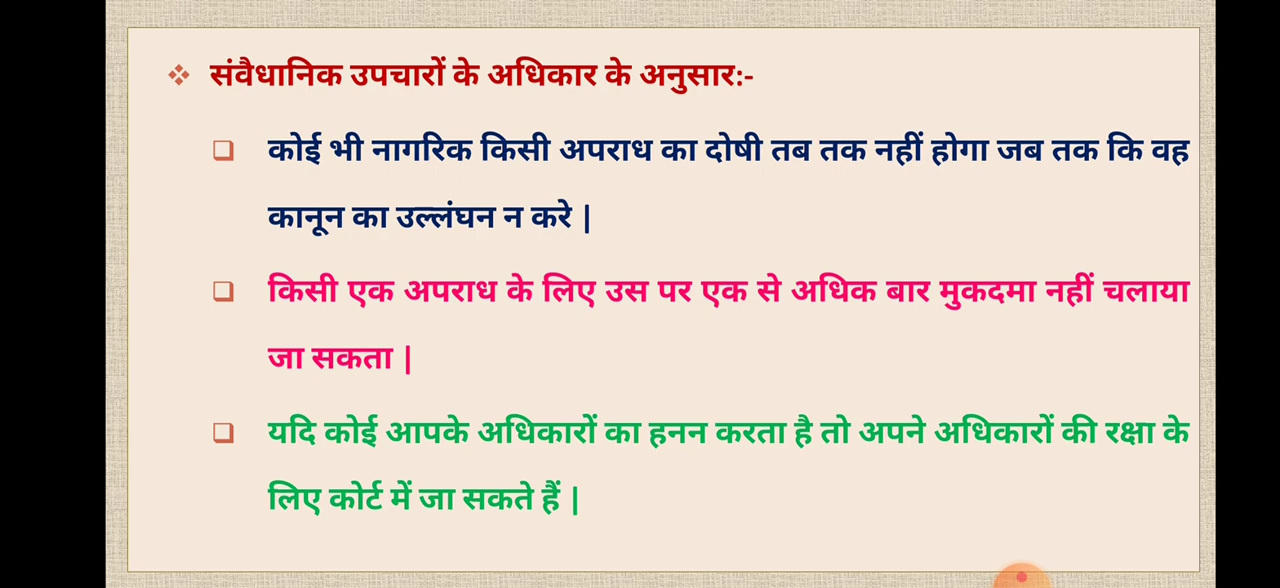 संवैधानिक उपचारों के अधिकार के अनुसार:-
कोई भी नागरिक किसी अपराध का दोषी तब तक नहीं होगा जब तक कि वह
कानून का उल्लंघन न करे |
किसी एक अपराध के लिए उस पर एक से अधिक बार मुकदमा नहीं चलाया
जा सकता |
यदि कोई आपके अधिकारों का हनन करता है तो अपने अधिकारों की रक्षा के
लिए कोर्ट में जा सकते हैं |